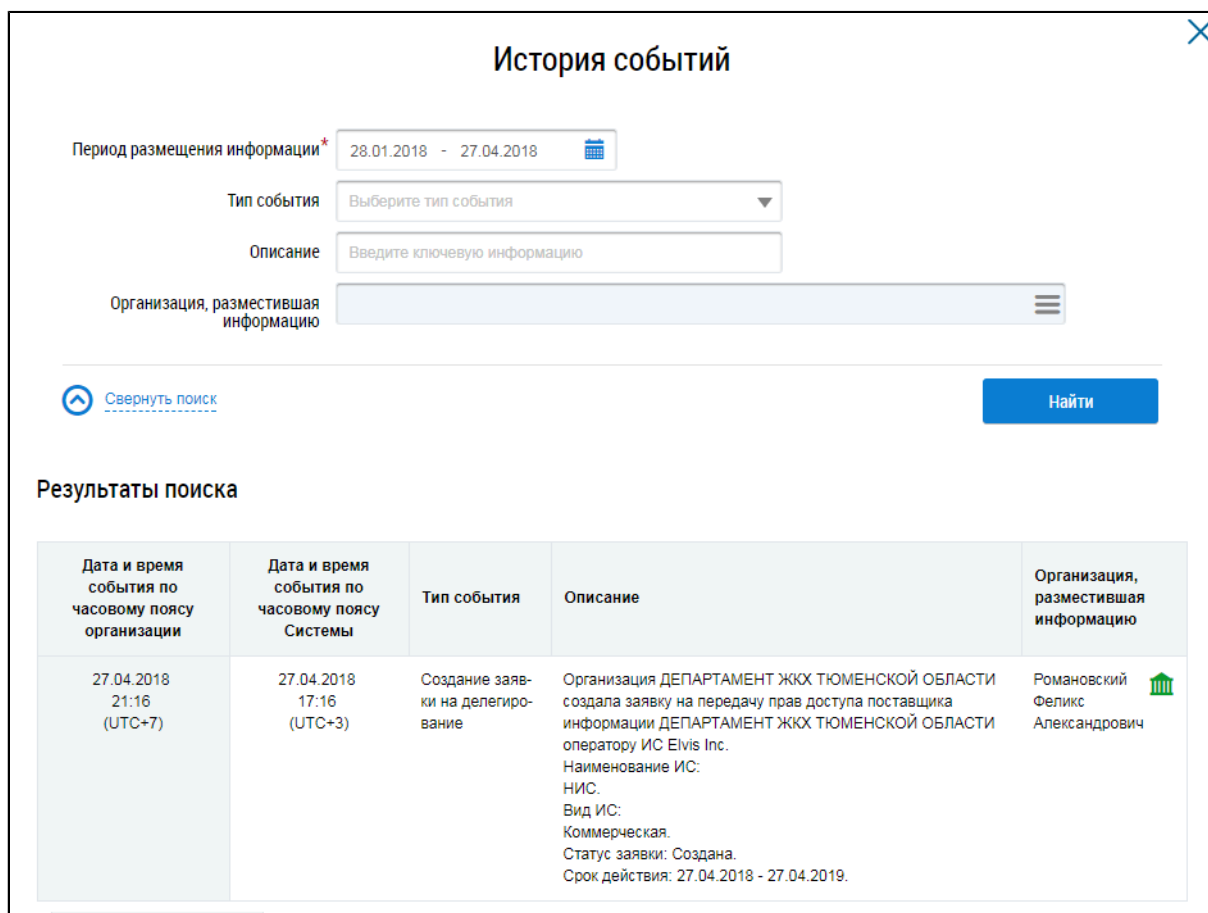 История событий
Период размещения информации*
28.01.2018 - 27.04.2018
Тип события
Выберите тип события
Описание
Введите ключевую информацию
Организация, разместившая
информацию
Свернуть поиск
Найти
Результаты поиска
Дата и время
события по
часовому поясу
организации
Дата и время
события по
часовому поясу
Системы
Тип события
Описание
Организация,
разместившая
информацию
27.04.2018
21:16
(UTC+7)
27.04.2018
17:16
(UTC+3)
Создание заяв-
ки на делегиро-
вание
Организация ДЕПАРТАМЕНТ ЖКХ ТЮМЕНСКОЙ ОБЛАСТИ
создала заявку на передачу прав доступа поставщика
информации ДЕПАРТАМЕНТ ЖКХ ТЮМЕНСКОЙ ОБЛАСТИ
оператору ИС Elvis Inc.
Наименование ИС:
НИС.
Вид ИС:
Коммерческая.
Статус заявки: Создана.
Срок действия: 27.04.2018 - 27.04.2019.
Романовский
Феликс
Александрович